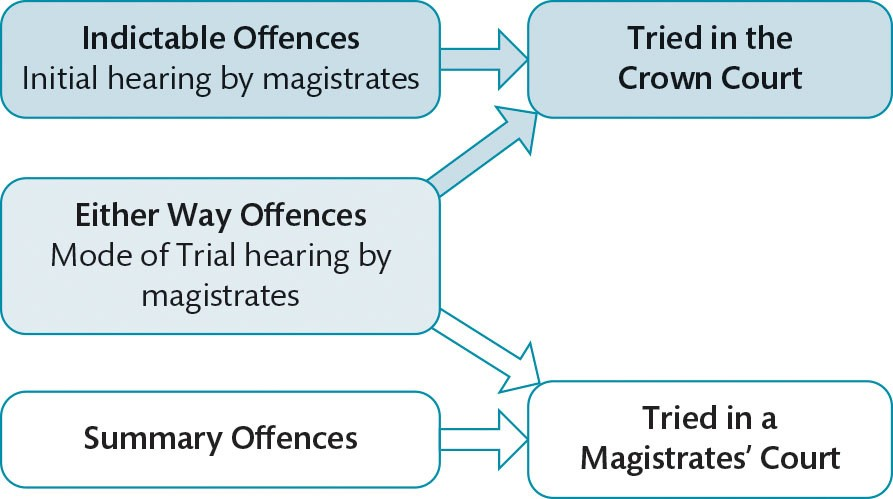 Indictable Offences
Initial hearing by magistrates
Tried in the
Crown Court
Either Way Offences
Mode of Trial hearing by
magistrates
Summary Offences
Tried in a
Magistrates’ Court